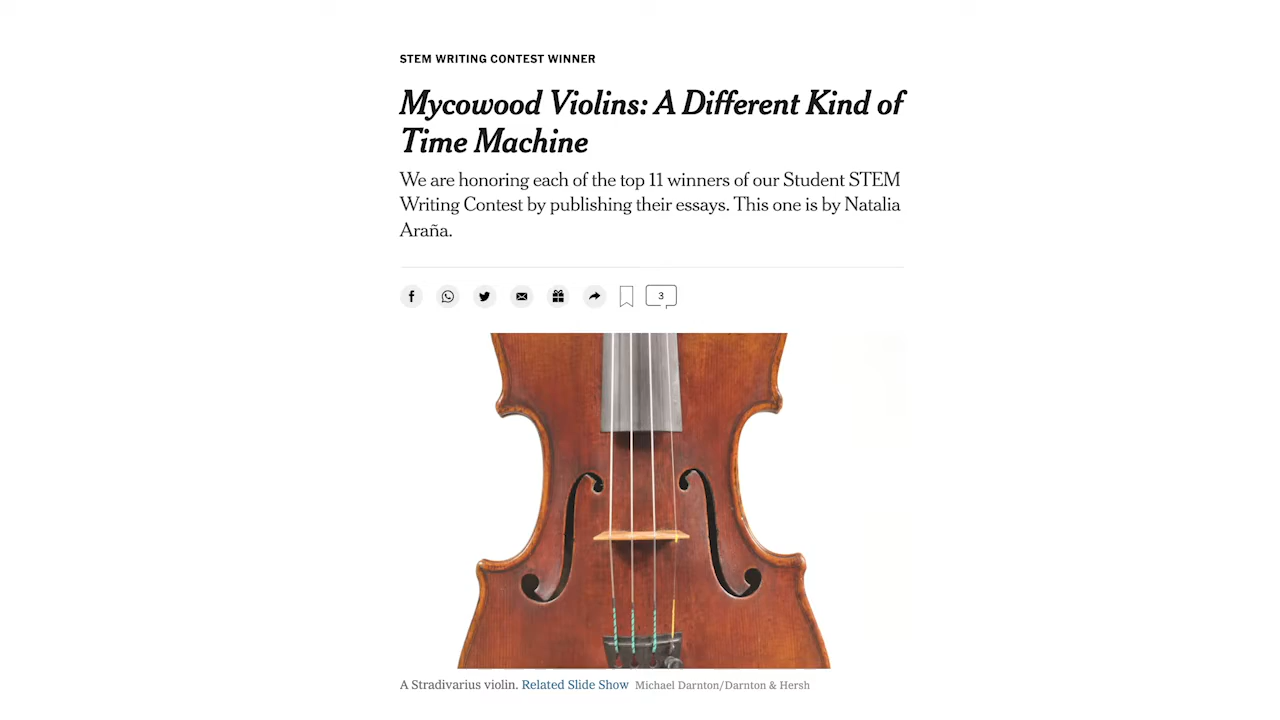 STEM WRITING CONTEST WINNER
Mycowood Violins: A Different Kind of
Time Machine
We are honoring each of the top 11 winners of our Student STEM
Writing Contest by publishing their essays. This one is by Natalia
Araña.
3
A Stradivarius violin. Related Slide Show Michael Darnton/Darnton & Hersh